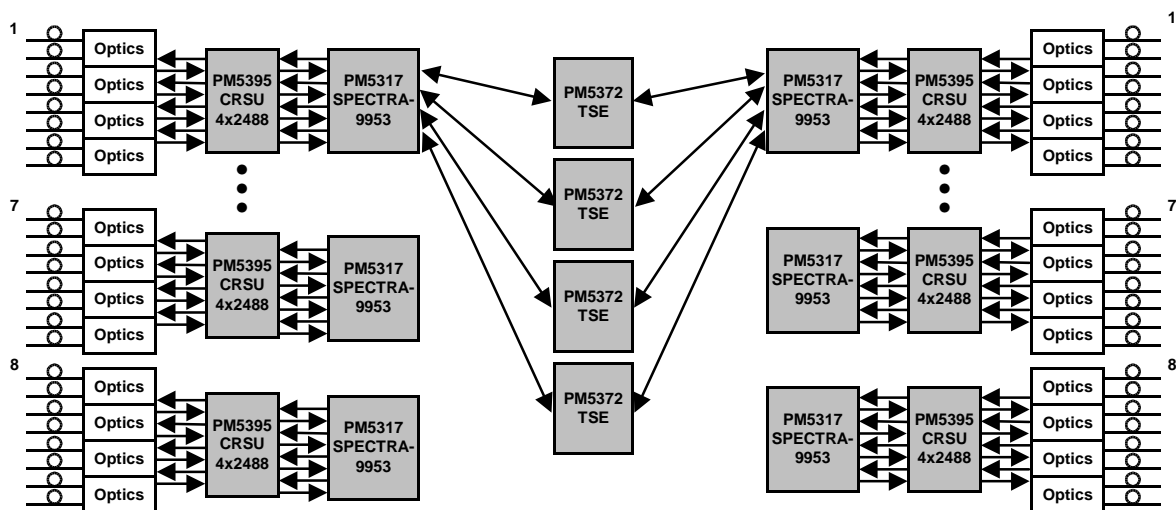 1
Optics
Optics
Optics
Optics
PM5395
CRSU
4x2488
PM5317
SPECTRA-
9953
7
Optics
Optics
Optics
Optics
PM5395
CRSU
4x2488
PM5317
SPECTRA-
9953
8
Optics
Optics
Optics
Optics
PM5395
CRSU
4x2488
PM5317
SPECTRA-
9953
PM5372
TSE
PM5372
TSE
PM5372
TSE
PM5372
TSE
1
PM5317
SPECTRA-
9953
PM5395
CRSU
4x2488
Optics
Optics
Optics
Optics
7
PM5317
SPECTRA-
9953
PM5395
CRSU
4x2488
Optics
Optics
Optics
Optics
8
PM5317
SPECTRA-
9953
PM5395
CRSU
4x2488
Optics
Optics
Optics
Optics